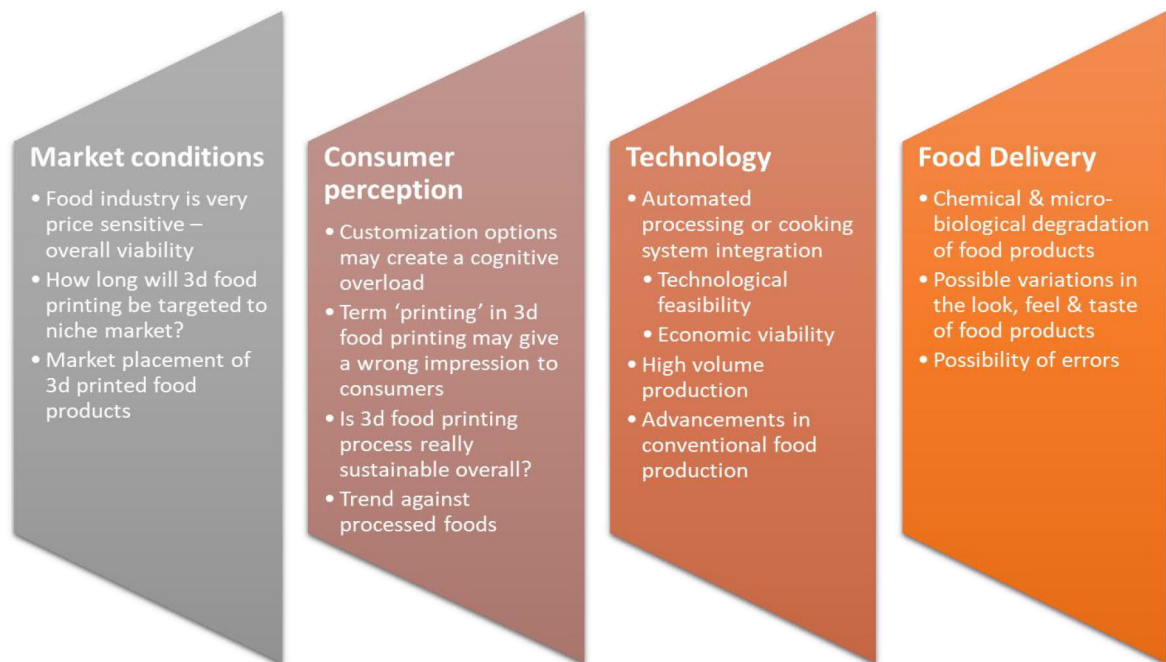 Market conditions
• Food industry is very
price sensitive –
overall viability
• How long will 3d food
printing be targeted to
niche market?
• Market placement of
3d printed food
products
Consumer
perception
• Customization options
may create a cognitive
overload
• Term ‘printing’ in 3d
food printing may give
a wrong impression to
consumers
• Is 3d food printing
process really
sustainable overall?
• Trend against
processed foods
Technology
• Automated
processing or cooking
system integration
• Technological
feasibility
• Economic viability
• High volume
production
• Advancements in
conventional food
production
Food Delivery
• Chemical & micro-
biological degradation
of food products
• Possible variations in
the look, feel & taste
of food products
• Possibility of errors